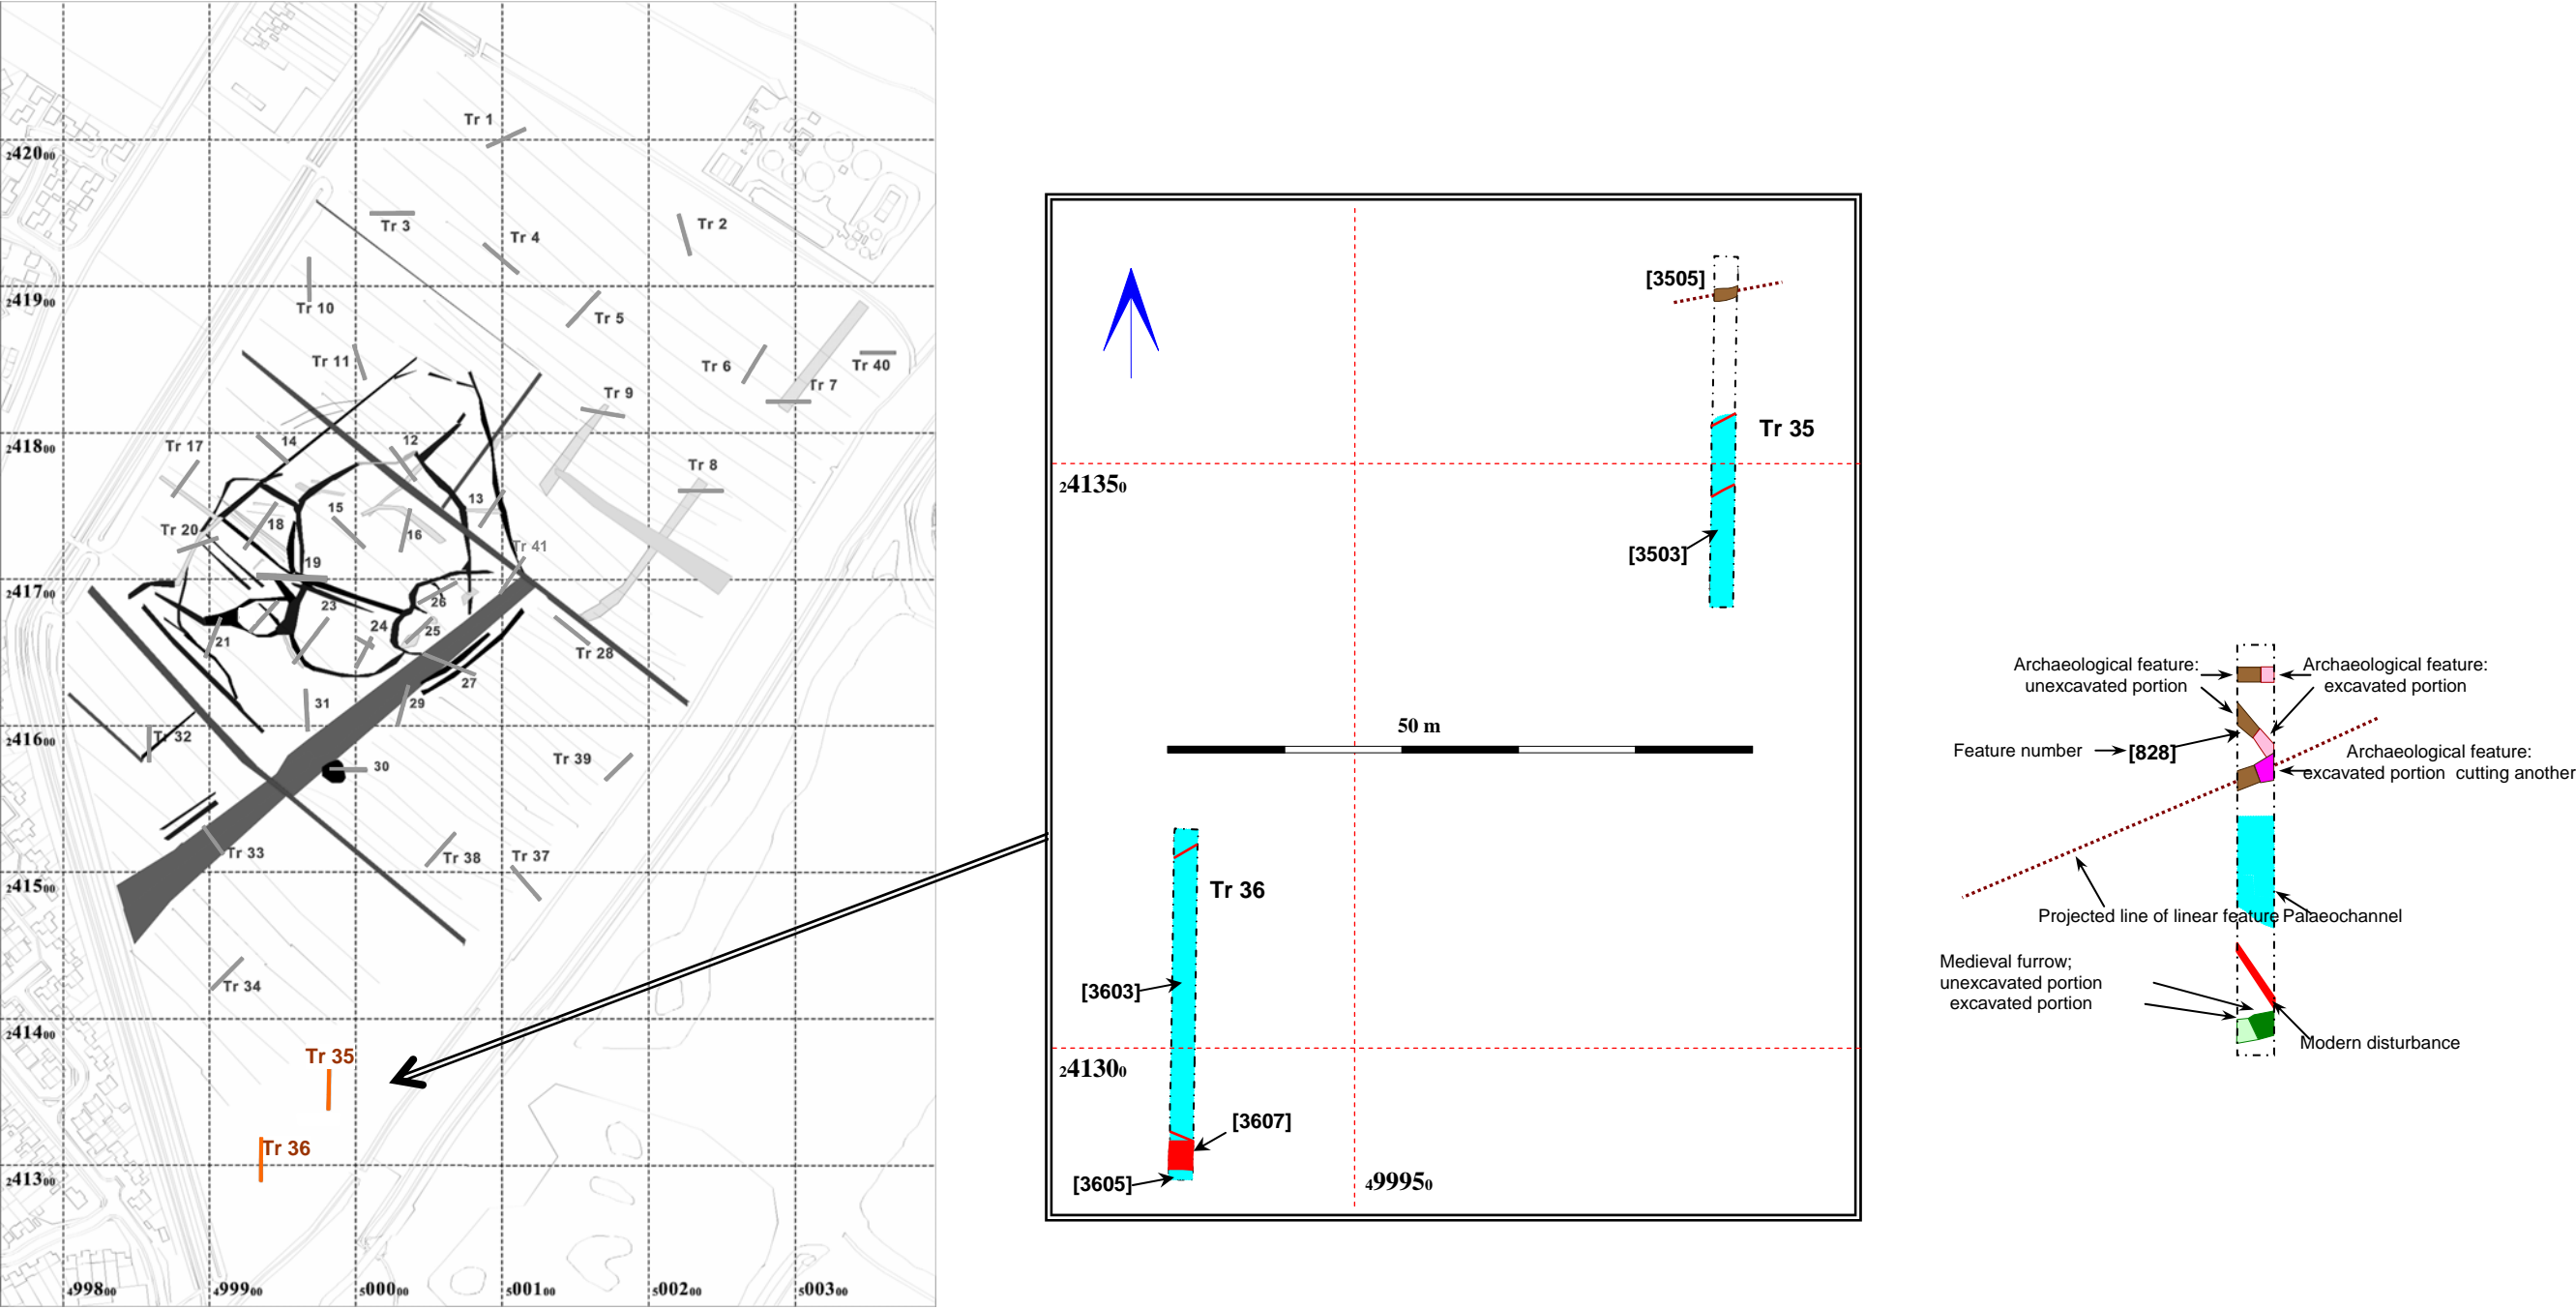 Tr 1
242000
Tr 3
Tr 2
Tr 4
241900
Tr 10
Tr 5
Tr 11
Tr 6
Tr 40
Tr 7
Tr 9
241800
Tr 17
14
12
Tr 8
13
15
18
16
Tr 20
Tr 41
19
241700
23
26
24
25
21
Tr 28
27
31
29
241600
Tr 32
30
Tr 39
Tr 33
Tr 38
Tr 37
241500
Tr 34
241400
Tr 35
Tr 36
241300
499800
499900
500000
500100
500200
500300
[3505]
Tr 35
241350
[3503]
50 m
Tr 36
[3603]
241300
[3607]
[3605]
499950
Archaeological feature:
unexcavated portion
Archaeological feature:
excavated portion
Feature number
[828]
Archaeological feature:
excavated portion cutting another
Projected line of linear feature
Palaeochannel
Medieval furrow;
unexcavated portion
excavated portion
Modern disturbance